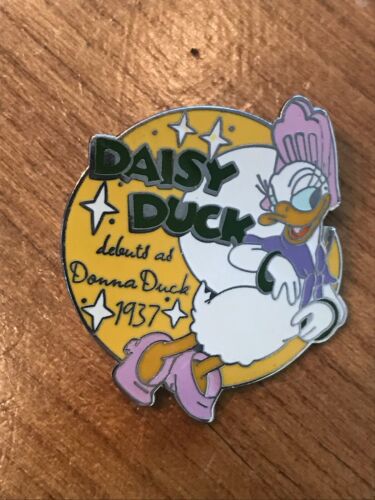 DAISY
DUCK
debuts as
Donna Duck
1937